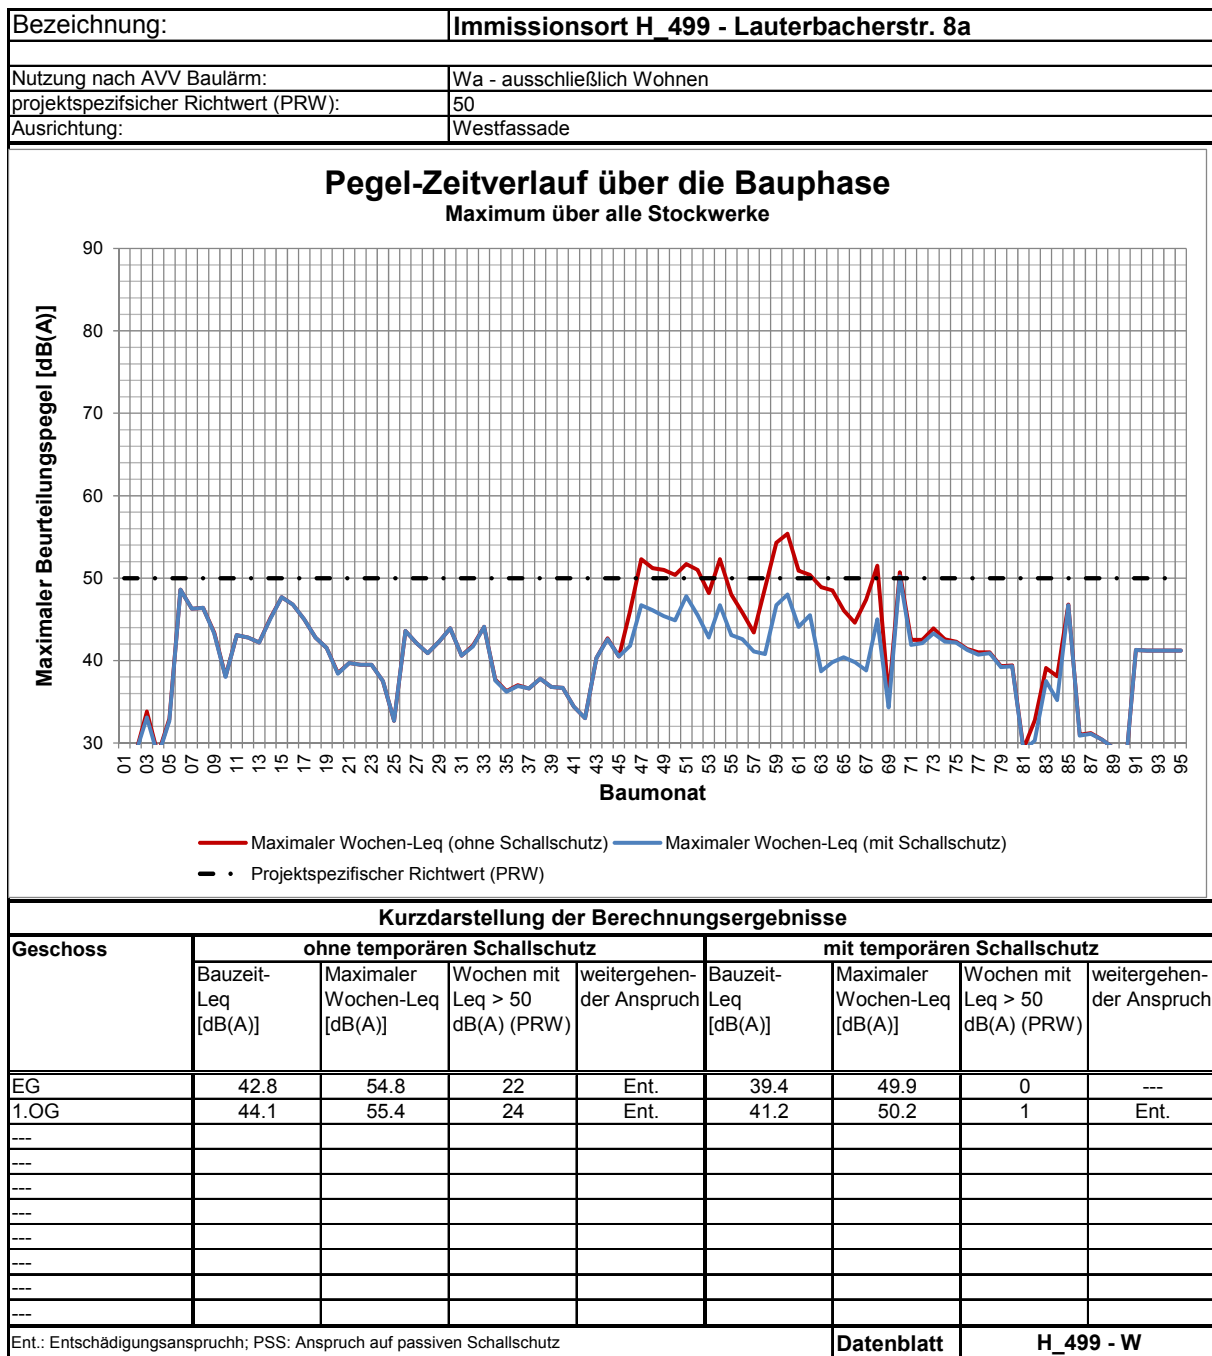 Bezeichnung: Immissionsort H_499 - Lauterbacherstr. 8a
Nutzung nach AVV Baulärm: Wa - ausschließlich Wohnen
projektspezifsicher Richtwert (PRW): 50
Ausrichtung: Westfassade
Pegel-Zeitverlauf über die Bauphase
Maximum über alle Stockwerke
Maximaler Beurteilungspegel [dB(A)]
90
80
70
60
50
40
30
01 03 05 07 09 11 13 15 17 19 21 23 25 27 29 31 33 35 37 39 41 43 45 47 49 51 53 55 57 59 61 63 65 67 69 71 73 75 77 79 81 83 85 87 89 91 93 95
Baumonat
Maximaler Wochen-Leq (ohne Schallschutz) Maximaler Wochen-Leq (mit Schallschutz)
Projektspezifischer Richtwert (PRW)
Kurzdarstellung der Berechnungsergebnisse
Geschoss ohne temporären Schallschutz mit temporären Schallschutz
Bauzeit- Maximaler Wochen mit weitergehen- Bauzeit- Maximaler Wochen mit weitergehen-
Leq Wochen-Leq Leq > 50 der Anspruch Leq Wochen-Leq Leq > 50 der Anspruch
[dB(A)] [dB(A)] dB(A) (PRW) [dB(A)] [dB(A)] dB(A) (PRW)
EG 42.8 54.8 22 Ent. 39.4 49.9 0 ---
1.OG 44.1 55.4 24 Ent. 41.2 50.2 1 Ent.
---
---
---
---
---
---
---
---
Ent.: Entschädigungsanspruchh; PSS: Anspruch auf passiven Schallschutz Datenblatt H_499 - W